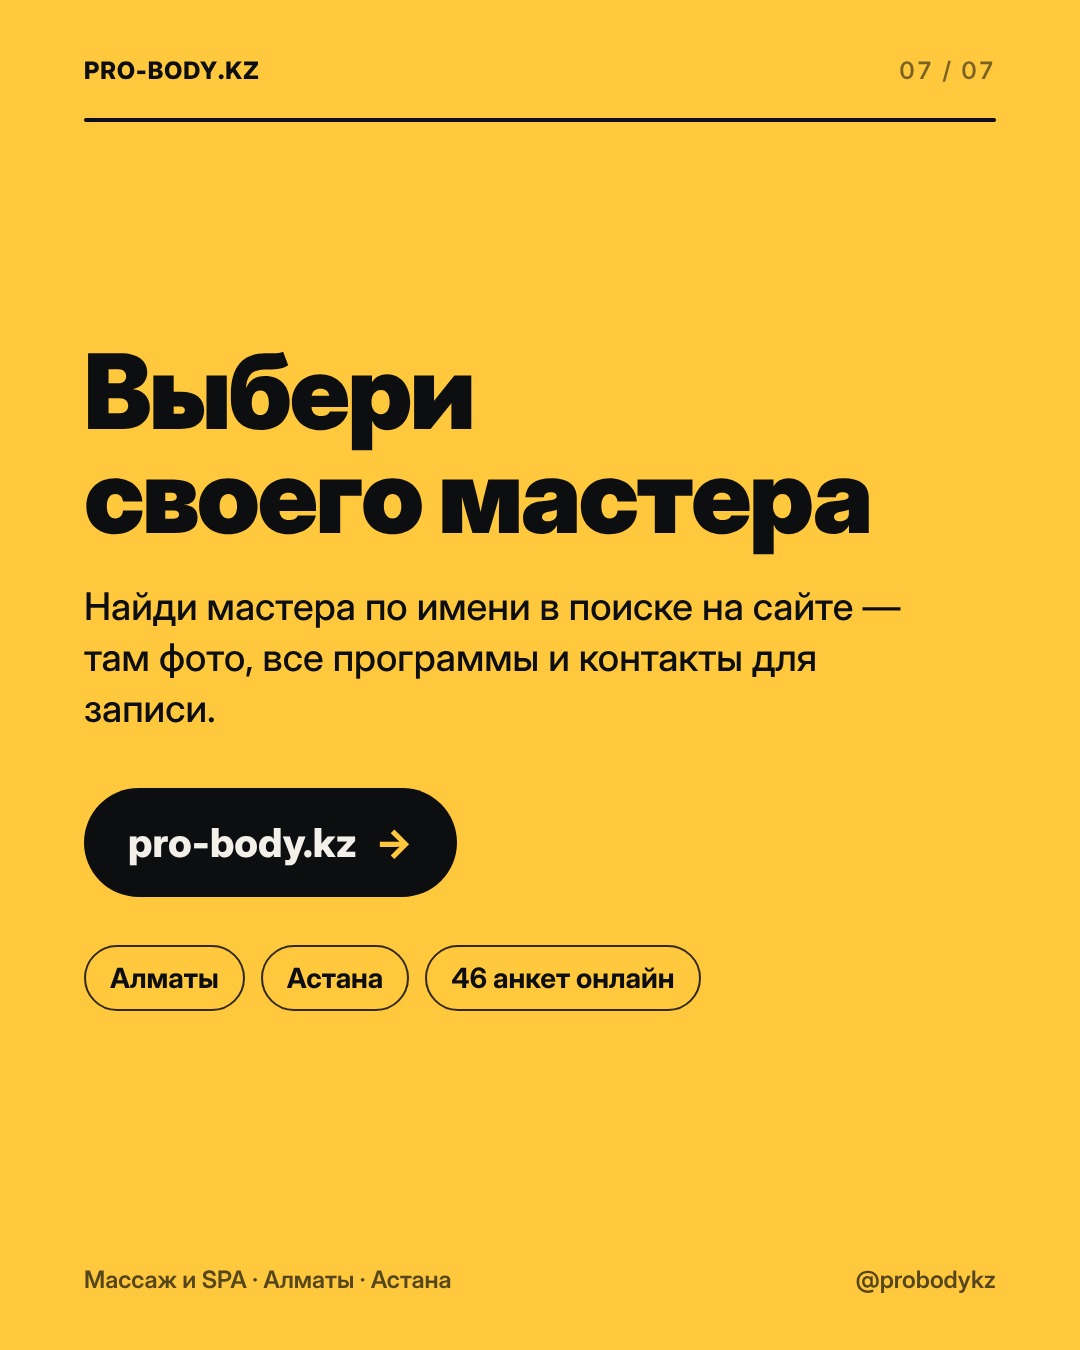 PRO-BODY.KZ
07 / 07
Выбери
своего мастера
Найди мастера по имени в поиске на сайте —
там фото, все программы и контакты для
записи.
pro-body.kz →
Алматы
Астана
46 анкет онлайн
Массаж и SPA · Алматы · Астана
@probodykz